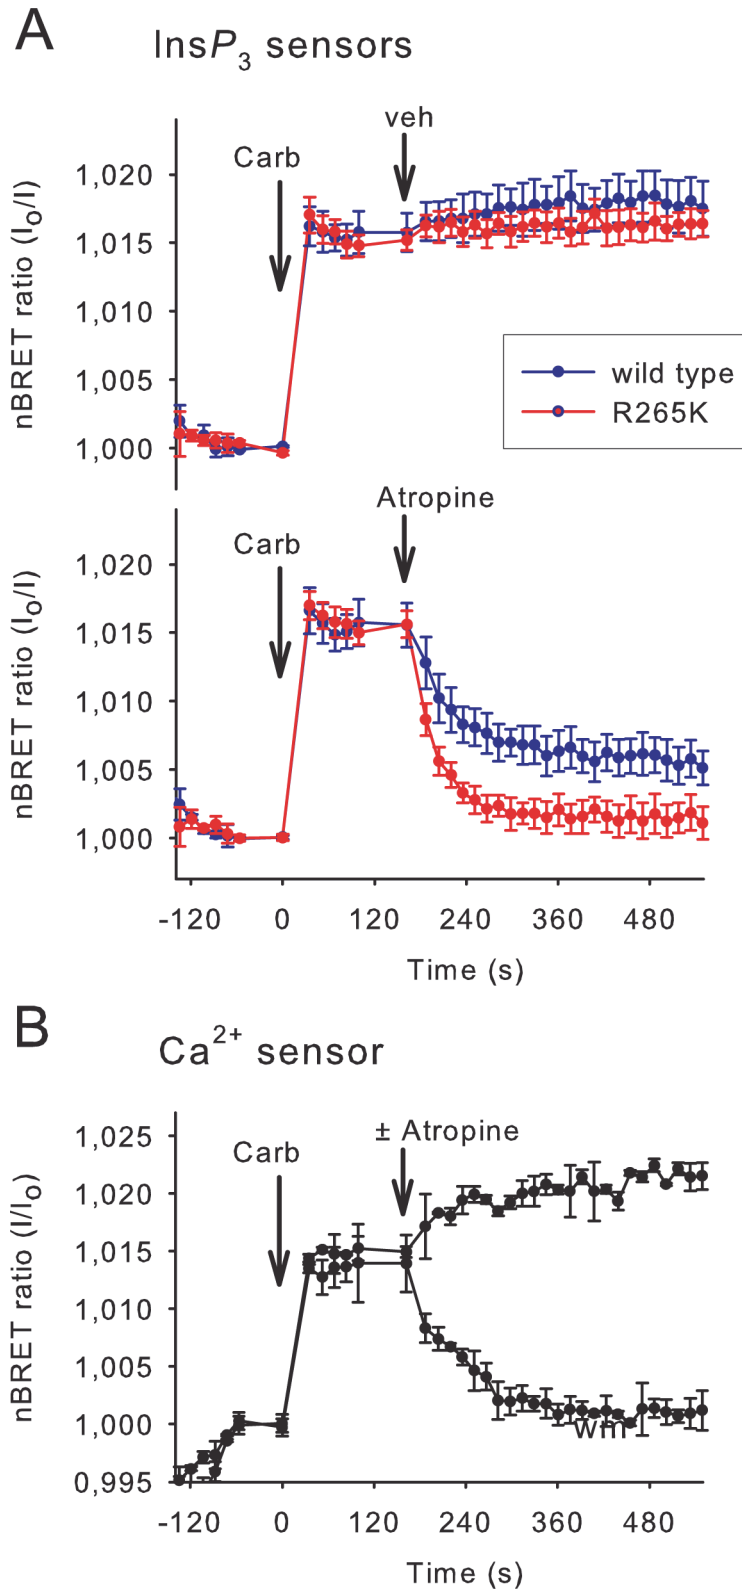 A
InsP₃ sensors
veh
Carb
1,020
1,015
1,010
1,005
1,000
nBRET ratio (I₀/I)
wild type
R265K
Atropine
Carb
1,020
1,015
1,010
1,005
1,000
nBRET ratio (I₀/I)
-120 0 120 240 360 480
Time (s)
B
Ca²⁺ sensor
± Atropine
Carb
1,025
1,020
1,015
1,010
1,005
1,000
0,995
nBRET ratio (I/I₀)
wm
-120 0 120 240 360 480
Time (s)